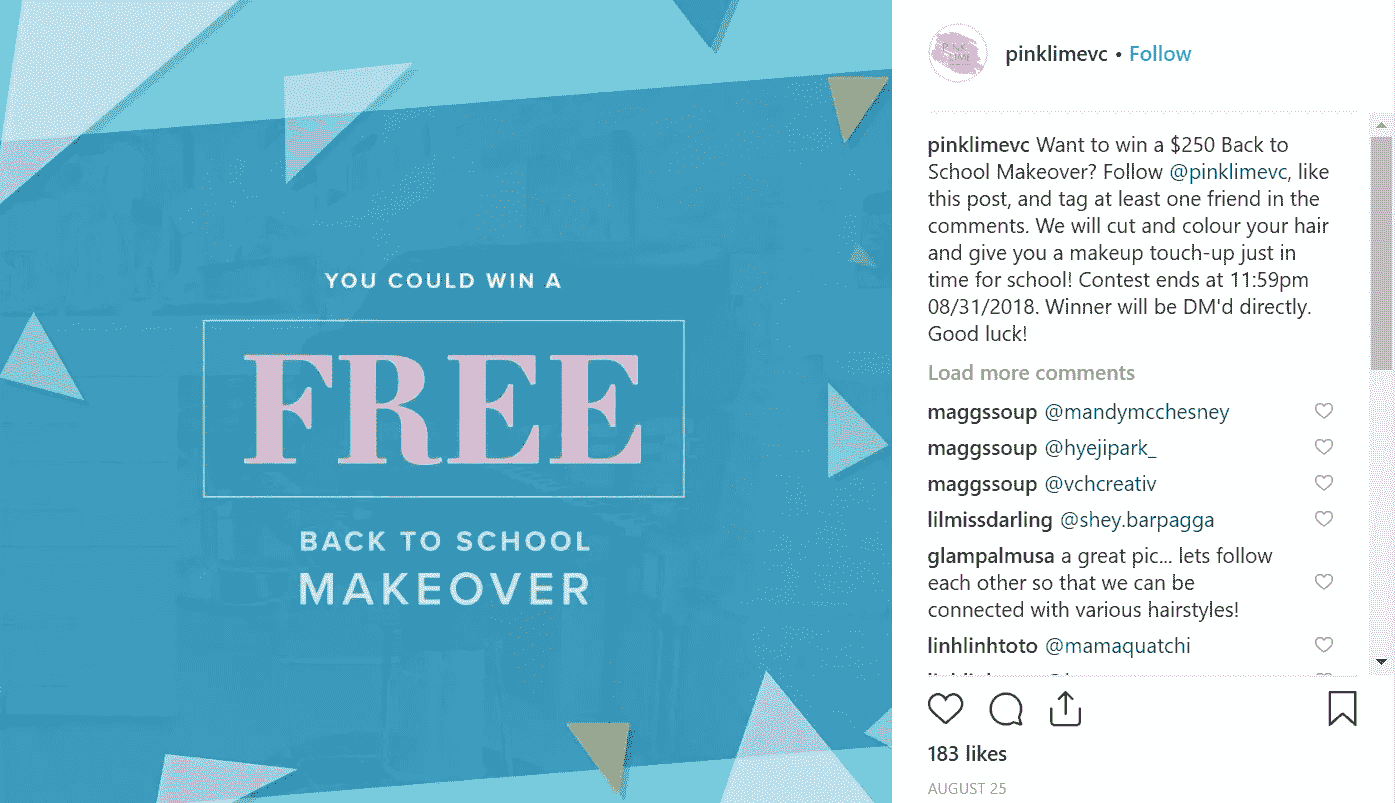 YOU COULD WIN A
FREE
BACK TO SCHOOL
MAKEOVER
PINK
LIME
pinklimevc • Follow
pinklimevc Want to win a $250 Back to
School Makeover? Follow @pinklimevc, like
this post, and tag at least one friend in the
comments. We will cut and colour your hair
and give you a makeup touch-up just in
time for school! Contest ends at 11:59pm
08/31/2018. Winner will be DM'd directly.
Good luck!
Load more comments
maggssoup @mandymcchesney
maggssoup @hyejipark_
maggssoup @vchcreativ
lilmissdarling @shey.barpagga
glampalmusa a great pic... lets follow
each other so that we can be
connected with various hairstyles!
linhlinhtoto @mamaquatchi
183 likes
AUGUST 25